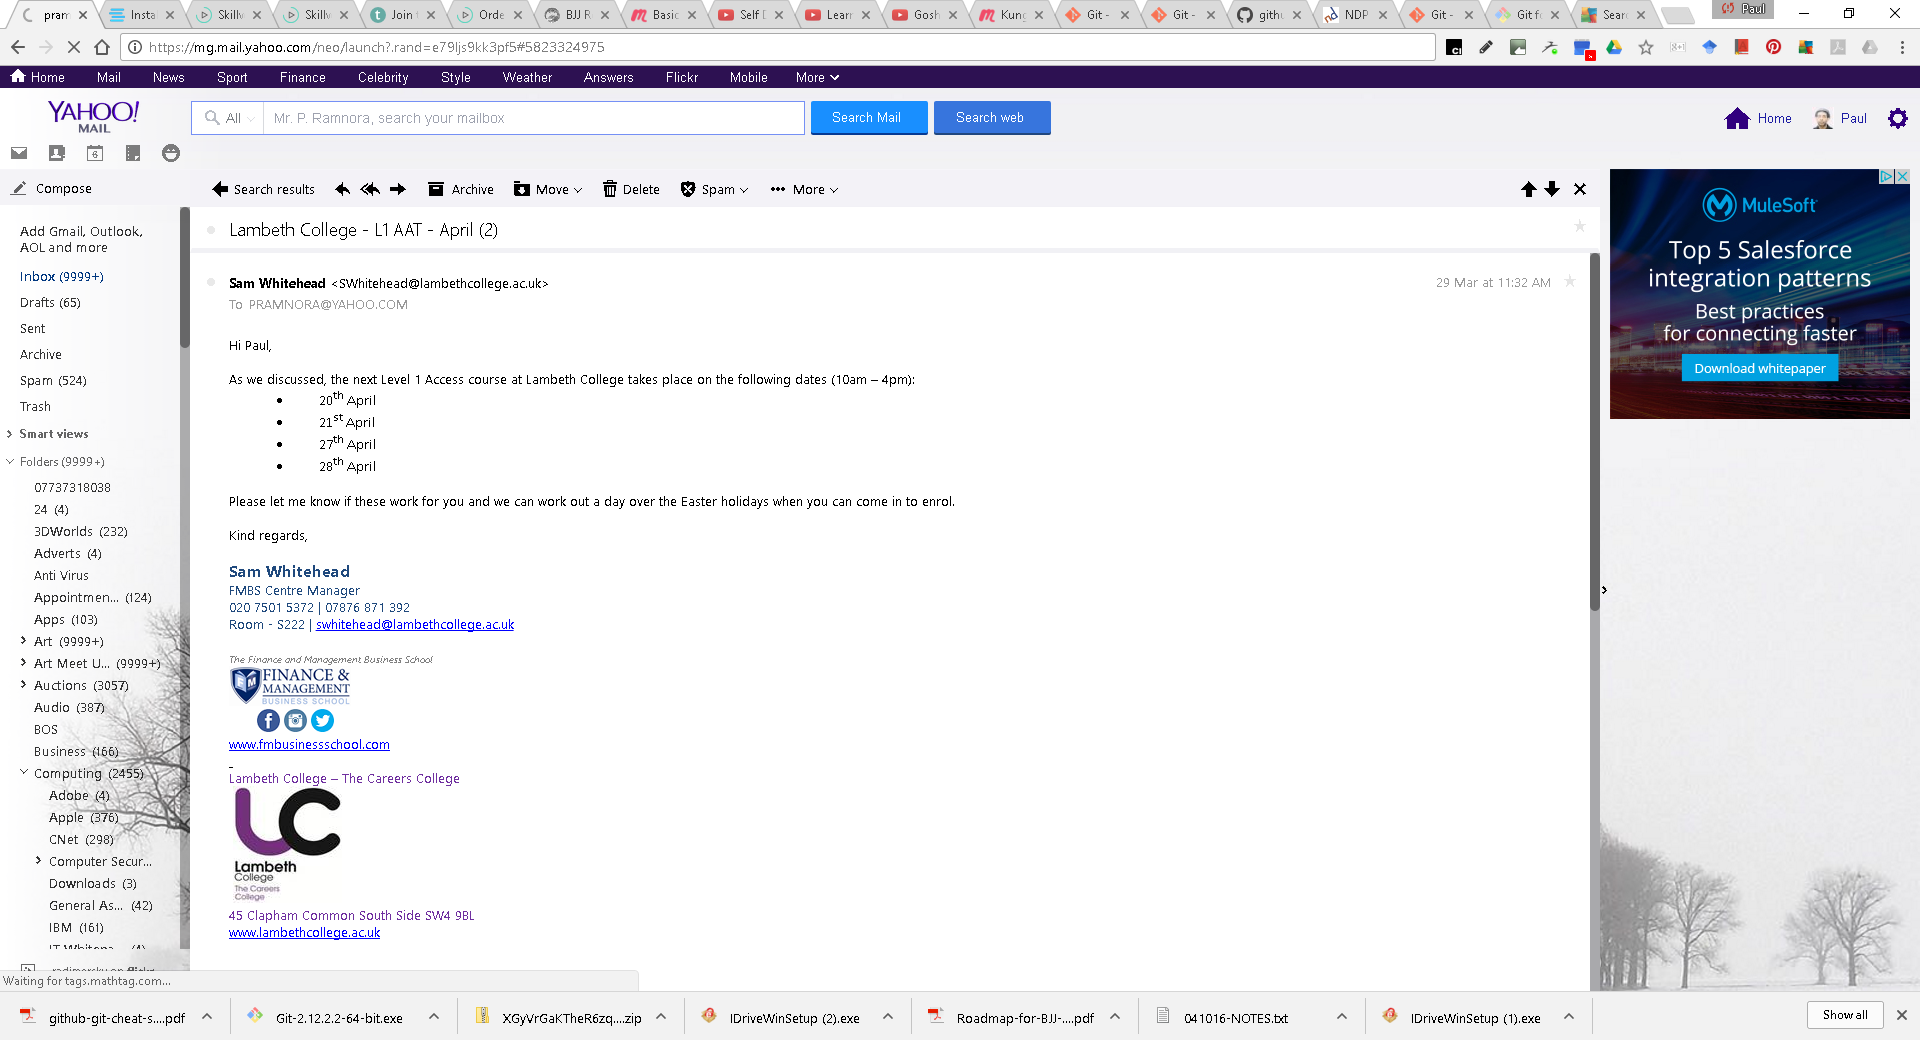 pram
Insta
Skillv
Skillv
Join
Orde
BJJ R
Basic
Self D
Learn
Gosh
Kung
Git -
Git -
githu
NDP
Git -
Git fo
Sear
Paul
https://mg.mail.yahoo.com/neo/launch?.rand=e79ljs9kk3pf5#5823324975
Home Mail News Sport Finance Celebrity Style Weather Answers Flickr Mobile More
YAHOO!
MAIL
All
Mr. P. Ramnora, search your mailbox
Search Mail
Search web
Home
Paul
6
Compose
Search results Archive Move Delete Spam More
Add Gmail, Outlook,
AOL and more
Inbox (9999+)
Drafts (65)
Sent
Archive
Spam (524)
Trash
Smart views
Folders (9999+)
07737318038
24 (4)
3DWorlds (232)
Adverts (4)
Anti Virus
Appointmen... (124)
Apps (103)
Art (9999+)
Art Meet U... (9999+)
Auctions (3057)
Audio (387)
BOS
Business (166)
Computing (2455)
Adobe (4)
Apple (376)
CNet (298)
Computer Secur...
Downloads (3)
General As... (42)
IBM (161)
Lambeth College - L1 AAT - April (2)
Sam Whitehead <SWhitehead@lambethcollege.ac.uk>
29 Mar at 11:32 AM
To PRAMNORA@YAHOO.COM
Hi Paul,
As we discussed, the next Level 1 Access course at Lambeth College takes place on the following dates (10am – 4pm):
• 20th April
• 21st April
• 27th April
• 28th April
Please let me know if these work for you and we can work out a day over the Easter holidays when you can come in to enrol.
Kind regards,
Sam Whitehead
FMBS Centre Manager
020 7501 5372 | 07876 871 392
Room - S222 | swhitehead@lambethcollege.ac.uk
The Finance and Management Business School
FM
FINANCE &
MANAGEMENT
BUSINESS SCHOOL
www.fmbusinessschool.com
Lambeth College – The Careers College
LC
Lambeth
College
The Careers
College
45 Clapham Common South Side SW4 9BL
www.lambethcollege.ac.uk
MuleSoft
Top 5 Salesforce
integration patterns
Best practices
for connecting faster
Download whitepaper
Waiting for tags.mathtag.com...
github-git-cheat-s....pdf
Git-2.12.2.2-64-bit.exe
XGyVrGaKTheR6zq....zip
IDriveWinSetup (2).exe
Roadmap-for-BJJ-....pdf
041016-NOTES.txt
IDriveWinSetup (1).exe
Show all